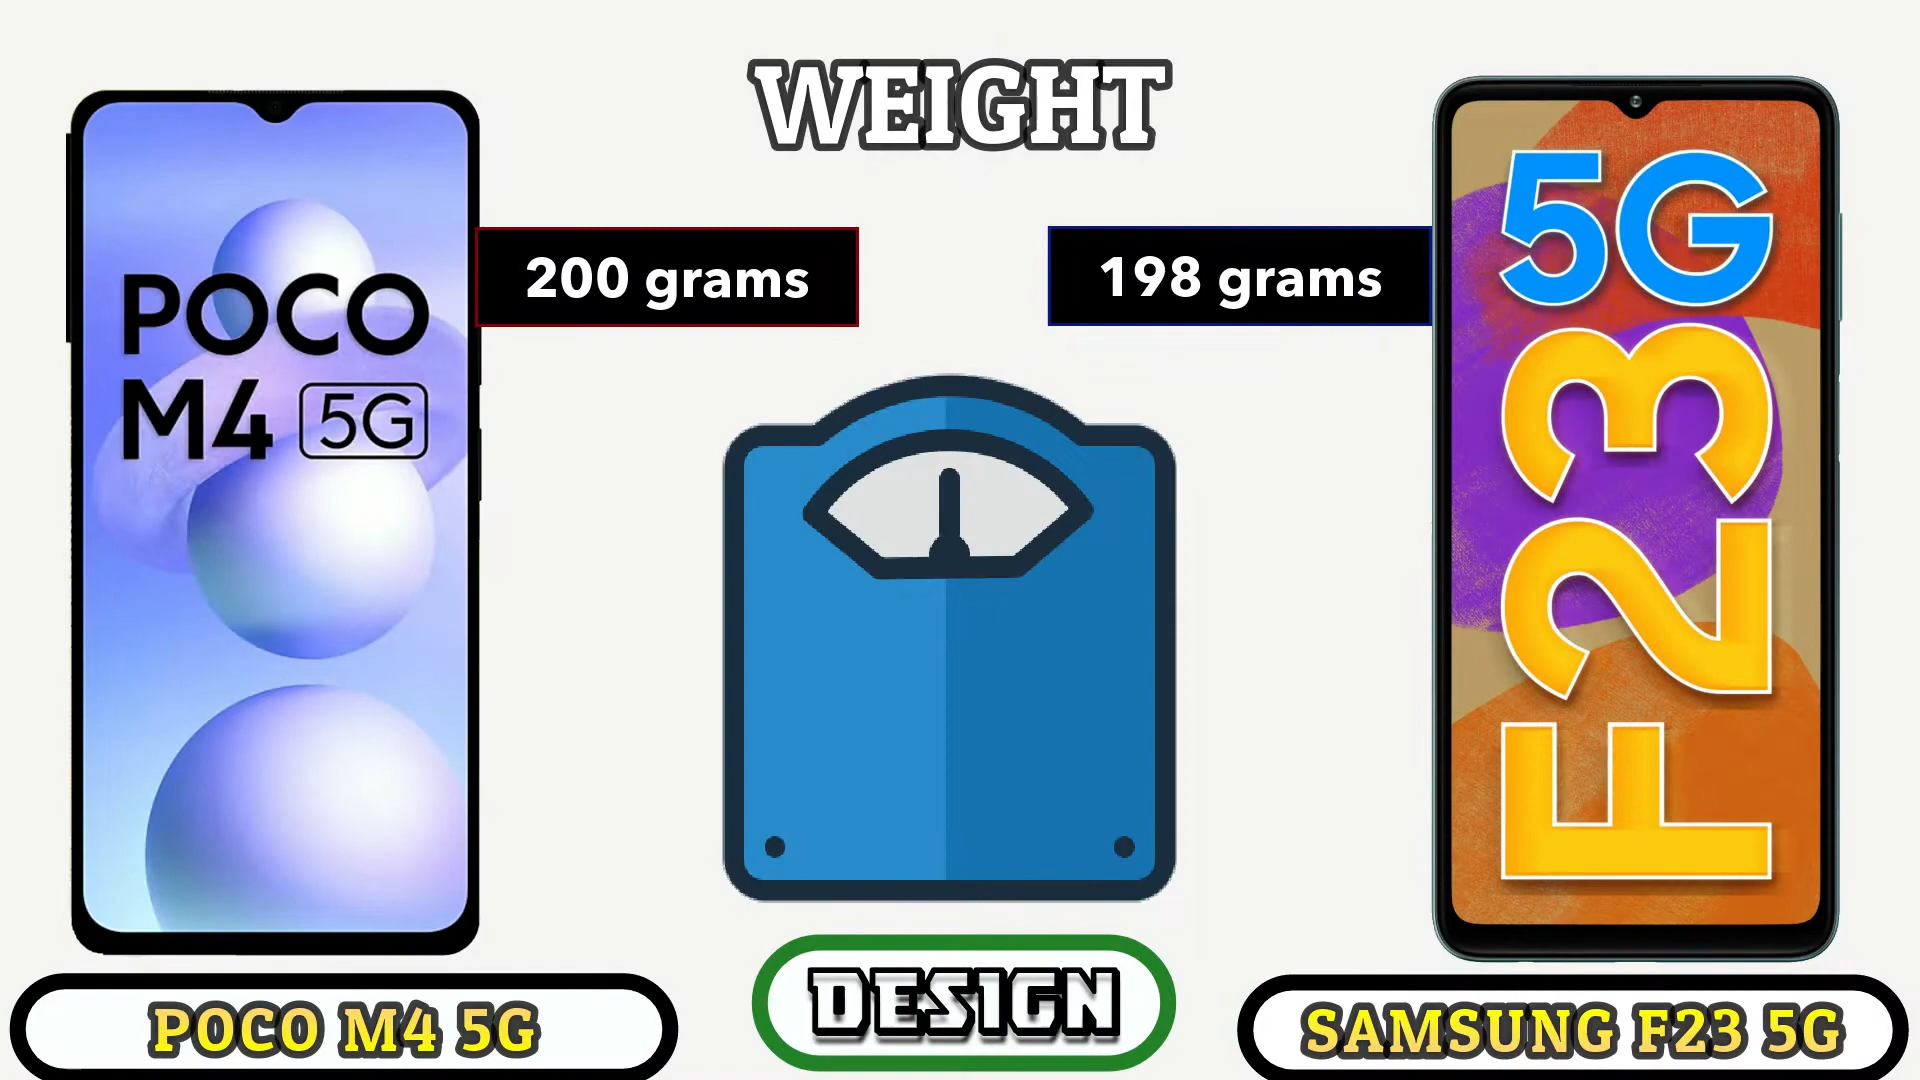 WEIGHT
POCO
M4 5G
200 grams
198 grams
5G
F23
POCO M4 5G
DESIGN
SAMSUNG F23 5G